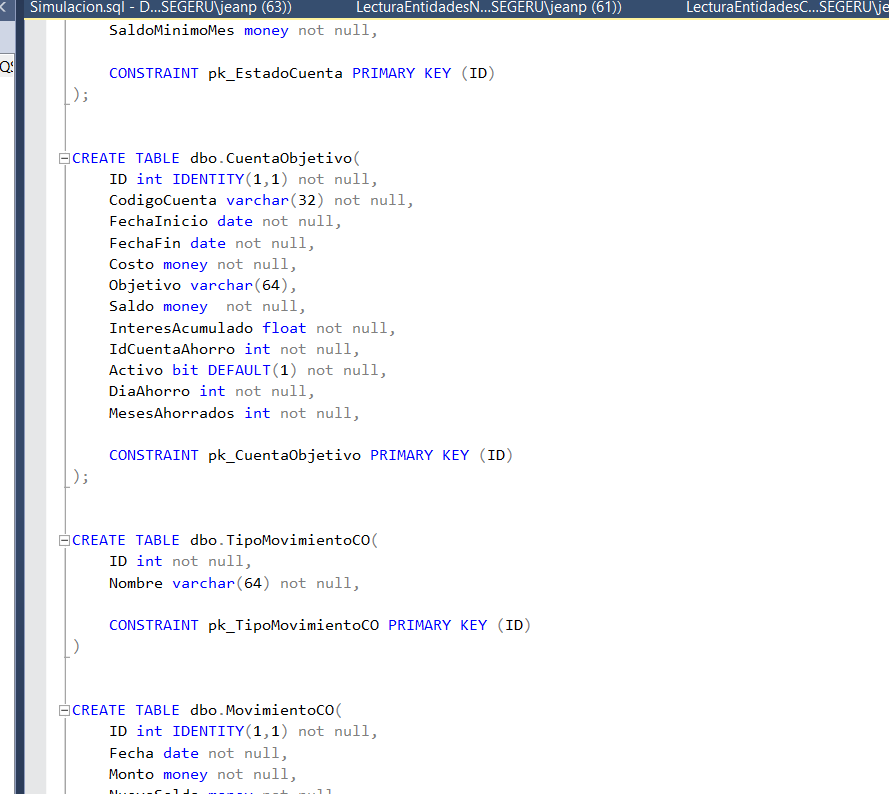 Simulacion.sql - D...SEGERU\jeanp (63)) LecturaEntidadesN...SEGERU\jeanp (61)) LecturaEntidadesC...SEGERU\je
SaldoMinimoMes money not null,
CONSTRAINT pk_EstadoCuenta PRIMARY KEY (ID)
);
CREATE TABLE dbo.CuentaObjetivo(
ID int IDENTITY(1,1) not null,
CodigoCuenta varchar(32) not null,
FechaInicio date not null,
FechaFin date not null,
Costo money not null,
Objetivo varchar(64),
Saldo money  not null,
InteresAcumulado float not null,
IdCuentaAhorro int not null,
Activo bit DEFAULT(1) not null,
DiaAhorro int not null,
MesesAhorrados int not null,
CONSTRAINT pk_CuentaObjetivo PRIMARY KEY (ID)
);
CREATE TABLE dbo.TipoMovimientoCO(
ID int not null,
Nombre varchar(64) not null,
CONSTRAINT pk_TipoMovimientoCO PRIMARY KEY (ID)
)
CREATE TABLE dbo.MovimientoCO(
ID int IDENTITY(1,1) not null,
Fecha date not null,
Monto money not null,
NuevoSaldo money not null